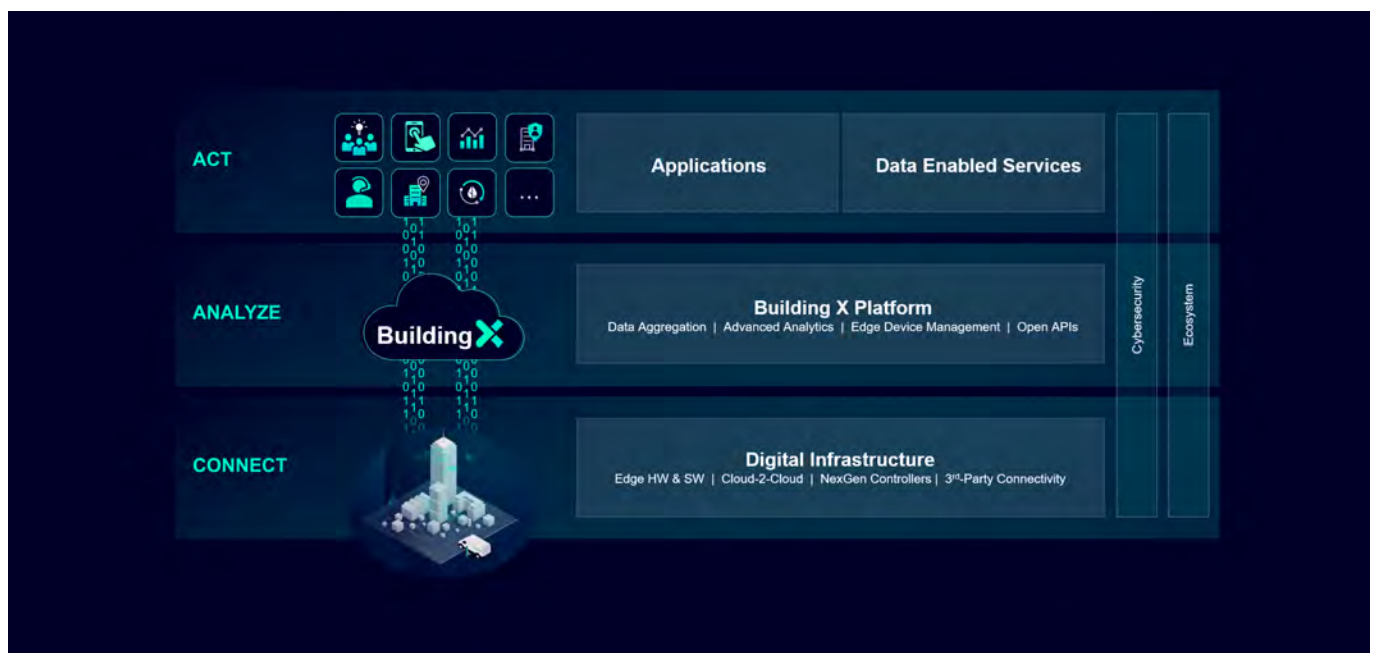 ACT
Applications
Data Enabled Services
ANALYZE
Building X
Building X Platform
Data Aggregation | Advanced Analytics | Edge Device Management | Open APIs
CONNECT
Digital Infrastructure
Edge HW & SW | Cloud-2-Cloud | NexGen Controllers | 3rd-Party Connectivity
Cybersecurity
Ecosystem